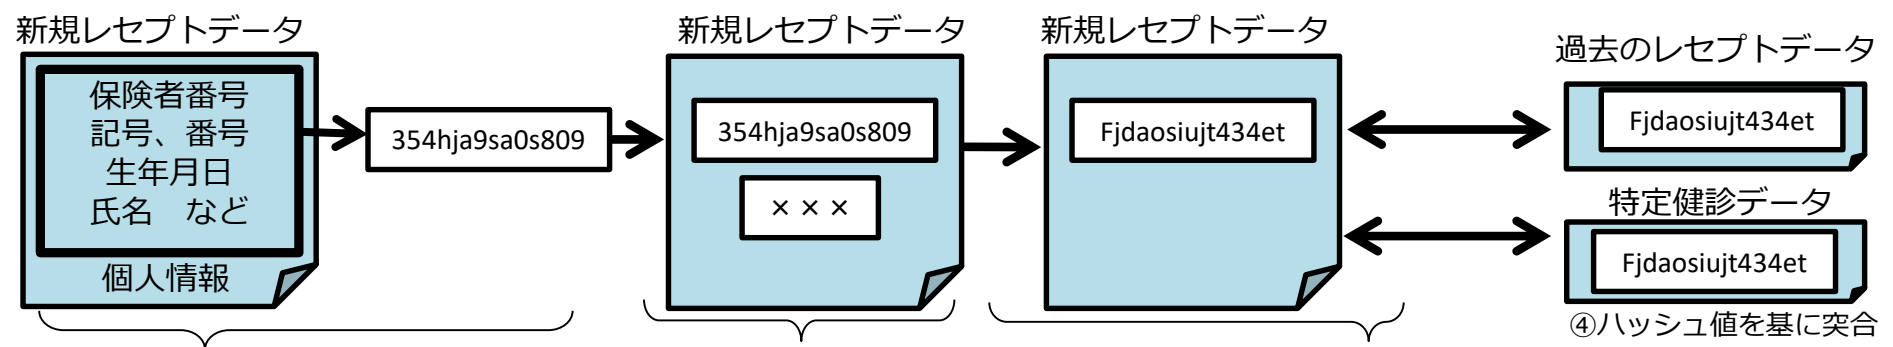 新規レセプトデータ
保険者番号
記号、番号
生年月日
氏名　など
個人情報
354hja9sa0s809
新規レセプトデータ
354hja9sa0s809
×××
新規レセプトデータ
Fjdaosiujt434et
過去のレセプトデータ
Fjdaosiujt434et
特定健診データ
Fjdaosiujt434et
④ハッシュ値を基に突合